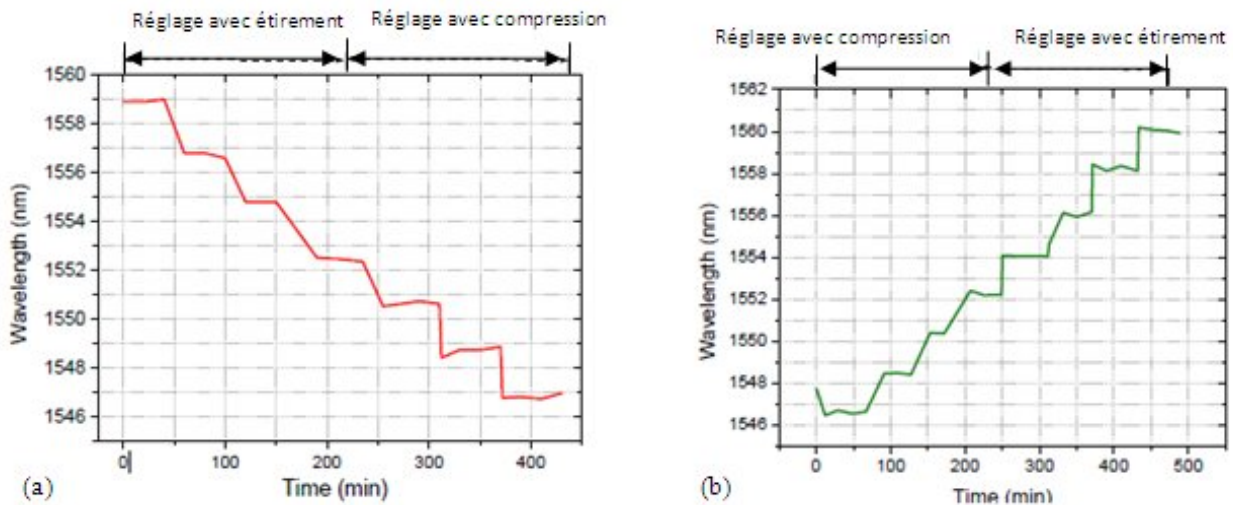 Réglage avec étirement
Réglage avec compression
1560
1558
1556
1554
1552
1550
1548
1546
Wavelength (nm)
0
100
200
300
400
Time (min)
(a)
Réglage avec compression
Réglage avec étirement
1562
1560
1558
1556
1554
1552
1550
1548
1546
Wavelength (nm)
0
100
200
300
400
500
Time (min)
(b)